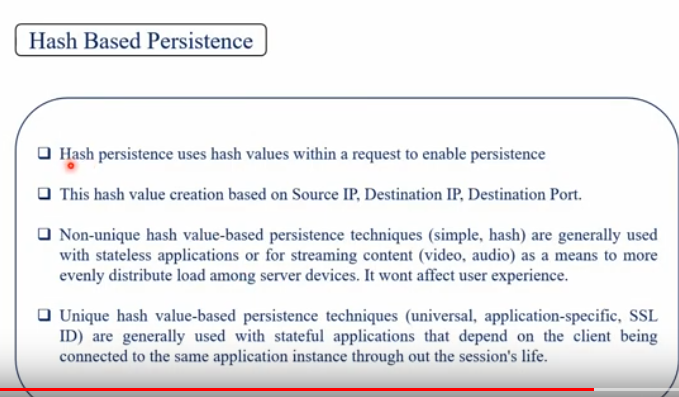 Hash Based Persistence
❑ Hash persistence uses hash values within a request to enable persistence
❑ This hash value creation based on Source IP, Destination IP, Destination Port.
❑ Non-unique hash value-based persistence techniques (simple, hash) are generally used
with stateless applications or for streaming content (video, audio) as a means to more
evenly distribute load among server devices. It wont affect user experience.
❑ Unique hash value-based persistence techniques (universal, application-specific, SSL
ID) are generally used with stateful applications that depend on the client being
connected to the same application instance through out the session's life.